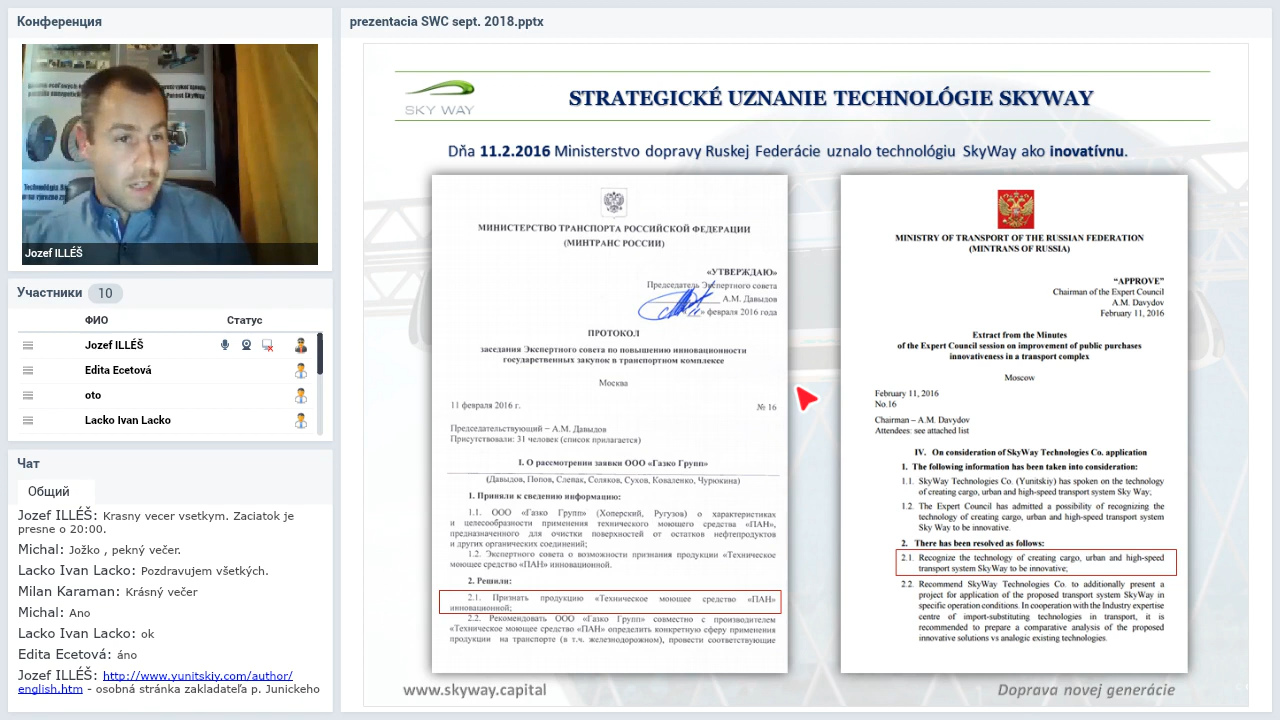 Конференция
Jozef ILLÉŠ
Участники 10
ФИО Статус
Jozef ILLÉŠ
Edita Ecetová
oto
Lacko Ivan Lacko
Чат
Общий
Jozef ILLÉŠ: Krasny vecer vsetkym. Zaciatok je
presne o 20:00.
Michal: Jožko , pekný večer.
Lacko Ivan Lacko: Pozdravujem všetkých.
Milan Karaman: Krásný večer
Michal: Ano
Lacko Ivan Lacko: ok
Edita Ecetová: áno
Jozef ILLÉŠ: http://www.yunitskiy.com/author/
english.htm - osobná stránka zakladateľa p. Junickeho
prezentacia SWC sept. 2018.pptx
SKY WAY
STRATEGICKÉ UZNANIE TECHNOLÓGIE SKYWAY
Dňa 11.2.2016 Ministerstvo dopravy Ruskej Federácie uznalo technológiu SkyWay ako inovatívnu.
МИНИСТЕРСТВО ТРАНСПОРТА РОССИЙСКОЙ ФЕДЕРАЦИИ
(МИНТРАНС РОССИИ)
«УТВЕРЖДАЮ»
Председатель Экспертного совета
А.М. Давыдов
» февраля 2016 года
ПРОТОКОЛ
заседания Экспертного совета по повышению инновационности
государственных закупок в транспортном комплексе
Москва
11 февраля 2016 г. № 16
Председательствующий – А.М. Давыдов
Присутствовали: 31 человек (список прилагается)
1. О рассмотрении заявки ООО «Газко Групп»
(Давыдов, Попов, Слепак, Соляков, Сухов, Коваленко, Чурюкина)
1. Приняли к сведению информацию:
1.1. ООО «Газко Групп» (Хоперский, Ругузов) о характеристиках
и целесообразности применения технического моющего средства «ПАН»,
предназначенного для очистки поверхностей от остатков нефтепродуктов
и других органических соединений;
1.2. Экспертного совета о возможности признания продукции «Техническое
моющее средство «ПАН» инновационной.
2. Решили:
2.1. Признать продукцию «Техническое моющее средство «ПАН»
инновационной;
2.2. Рекомендовать ООО «Газко Групп» совместно с производителем
«Техническое моющее средство «ПАН» определить конкретную сферу применения
продукции на транспорте (в т.ч. железнодорожном), провести соответствующие
MINISTRY OF TRANSPORT OF THE RUSSIAN FEDERATION
(MINTRANS OF RUSSIA)
“APPROVE”
Chairman of the Expert Council
A.M. Davydov
February 11, 2016
Extract from the Minutes
of the Expert Council session on improvement of public purchases
innovativeness in a transport complex
Moscow
February 11, 2016
No.16
Chairman – A.M. Davydov
Attendees: see attached list
IV. On consideration of SkyWay Technologies Co. application
1. The following information has been taken into consideration:
1.1. SkyWay Technologies Co. (Yunitskiy) has spoken on the technology
of creating cargo, urban and high-speed transport system Sky Way;
1.2. The Expert Council has admitted a possibility of recognizing the
technology of creating cargo, urban and high-speed transport system
Sky Way to be innovative.
2. There has been resolved as follows:
2.1. Recognize the technology of creating cargo, urban and high-speed
transport system SkyWay to be innovative;
2.2. Recommend SkyWay Technologies Co. to additionally present a
project for application of the proposed transport system SkyWay in
specific operation conditions. In cooperation with the Industry expertise
centre of import-substituting technologies in transport, it is
recommended to prepare a comparative analysis of the proposed
innovative solutions vs analogic existing technologies.
www.skyway.capital
Doprava novej generácie